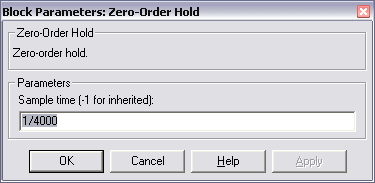 Block Parameters: Zero-Order Hold
Zero-Order Hold
Zero-order hold.
Parameters
Sample time (-1 for inherited):
1/4000
OK Cancel Help Apply